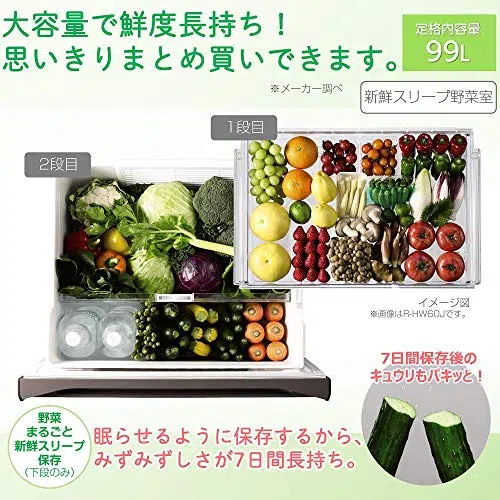 大容量で鮮度長持ち！
思いきりまとめ買いできます。
※メーカー調べ
定格内容量
99L
新鮮スリープ野菜室
1段目
2段目
イメージ図
※画像はR-HW60Jです。
7日間保存後の
キュウリもパキッと！
野菜
まるごと
新鮮スリープ
保存
(下段のみ)
眠らせるように保存するから、
みずみずしさが7日間長持ち。